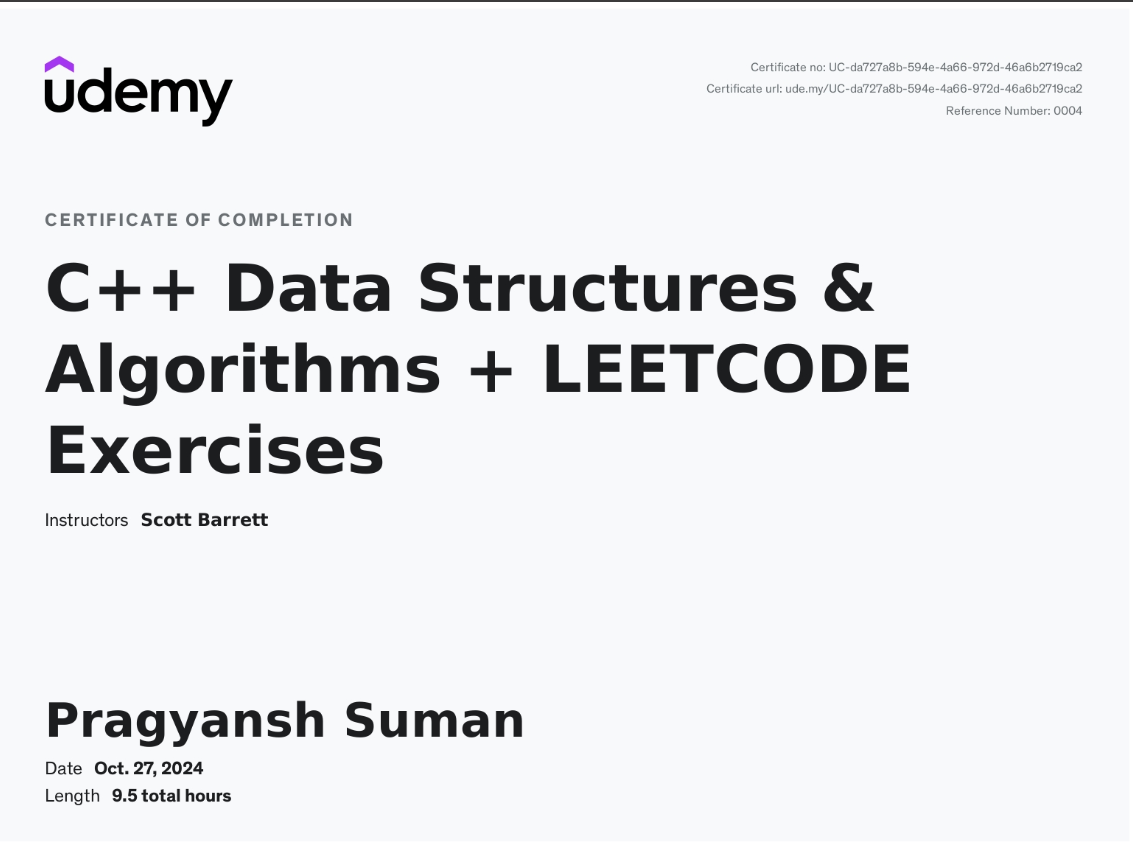 udemy
Certificate no: UC-da727a8b-594e-4a66-972d-46a6b2719ca2
Certificate url: ude.my/UC-da727a8b-594e-4a66-972d-46a6b2719ca2
Reference Number: 0004
CERTIFICATE OF COMPLETION
C++ Data Structures &
Algorithms + LEETCODE
Exercises
Instructors Scott Barrett
Pragyansh Suman
Date Oct. 27, 2024
Length 9.5 total hours